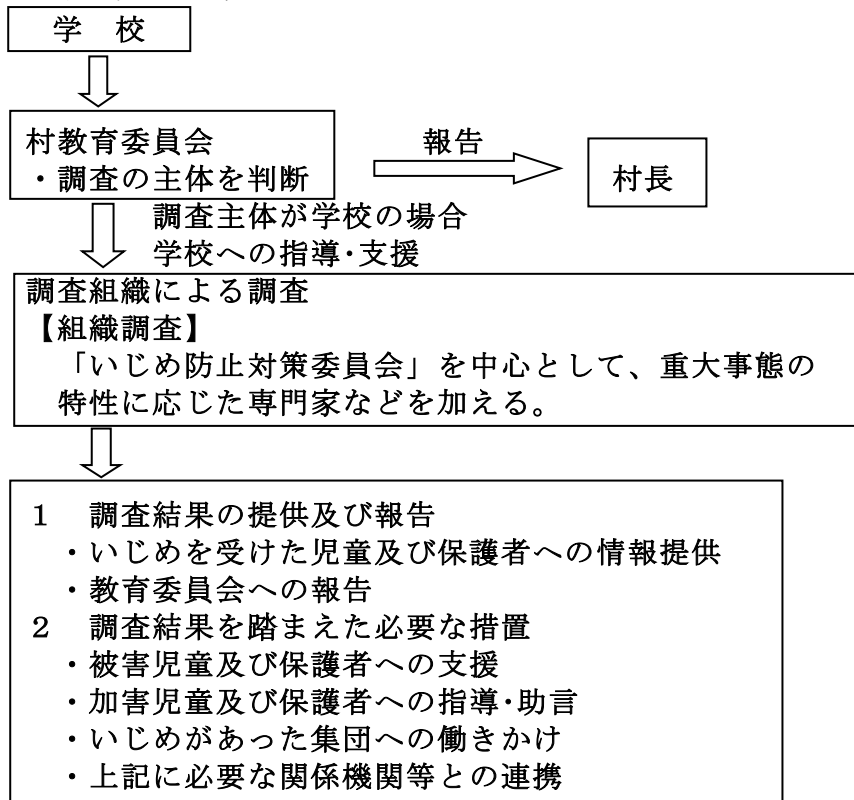 学 校
村教育委員会
・調査の主体を判断
報告
村長
調査主体が学校の場合
学校への指導・支援
調査組織による調査
【組織調査】
「いじめ防止対策委員会」を中心として、重大事態の
特性に応じた専門家などを加える。
1 調査結果の提供及び報告
・いじめを受けた児童及び保護者への情報提供
・教育委員会への報告
2 調査結果を踏まえた必要な措置
・被害児童及び保護者への支援
・加害児童及び保護者への指導・助言
・いじめがあった集団への働きかけ
・上記に必要な関係機関等との連携